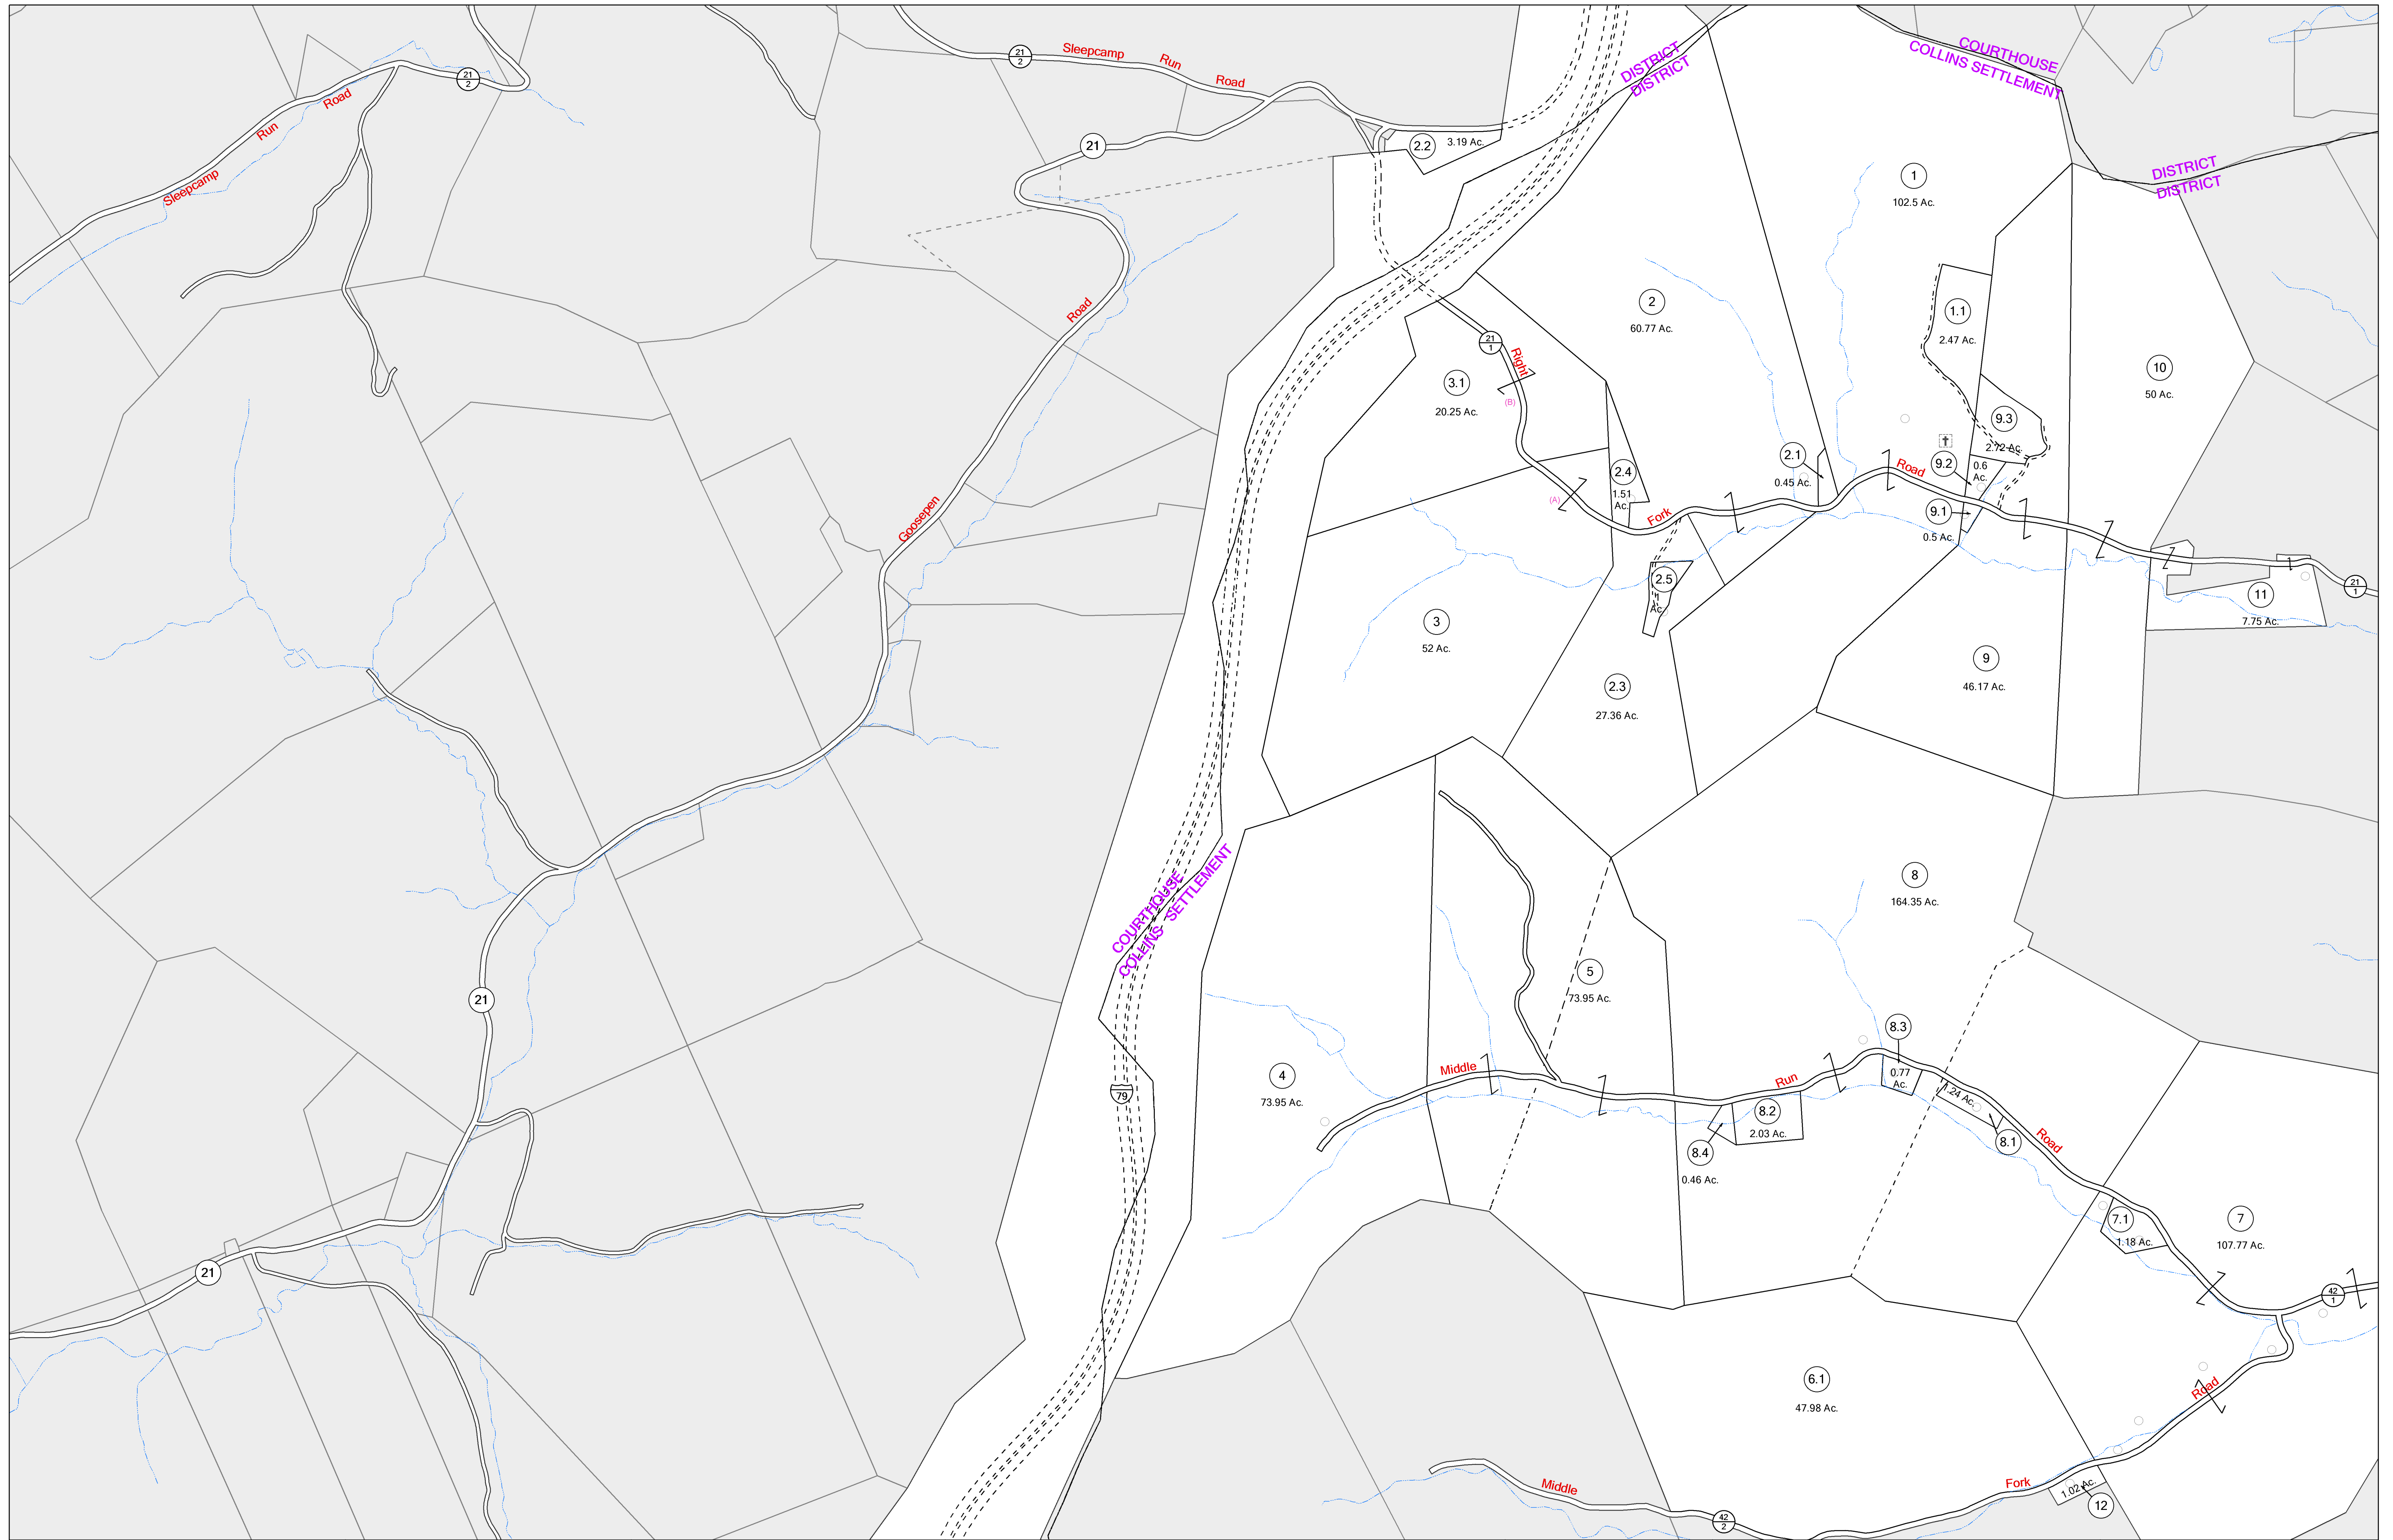 21
2
Sleepcamp Run Road
21
2
Sleepcamp Run Road
21
2.2
3.19 Ac.
DISTRICT
DISTRICT
COURTHOUSE
COLLINS SETTLEMENT
DISTRICT
DISTRICT
1
102.5 Ac.
2
60.77 Ac.
1.1
2.47 Ac.
10
50 Ac.
Goosepen Road
21
1
Right Fork Road
3.1
20.25 Ac.
(B)
(A)
2.4
1.51
Ac.
2.1
0.45 Ac.
9.3
2.72 Ac.
9.2
0.6
Ac.
9.1
0.5 Ac.
21
1
11
7.75 Ac.
2.5
1
Ac.
3
52 Ac.
2.3
27.36 Ac.
9
46.17 Ac.
COURTHOUSE
COLLINS SETTLEMENT
8
164.35 Ac.
5
73.95 Ac.
21
79
4
73.95 Ac.
Middle Run Road
8.3
0.77
Ac.
8.2
2.03 Ac.
8.4
0.46 Ac.
1.24 Ac.
8.1
7.1
1.18 Ac.
7
107.77 Ac.
21
42
1
6.1
47.98 Ac.
Middle Fork Road
42
2
1.02 Ac.
12